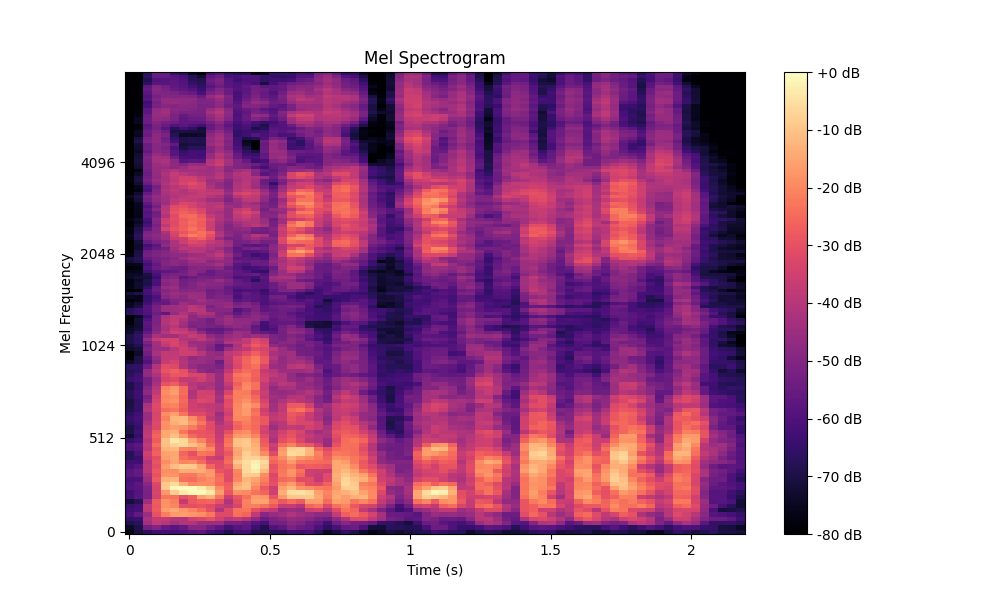 Mel Spectrogram
+0 dB
-10 dB
-20 dB
-30 dB
-40 dB
-50 dB
-60 dB
-70 dB
-80 dB
Mel Frequency
4096
2048
1024
512
0
0 0.5 1 1.5 2
Time (s)